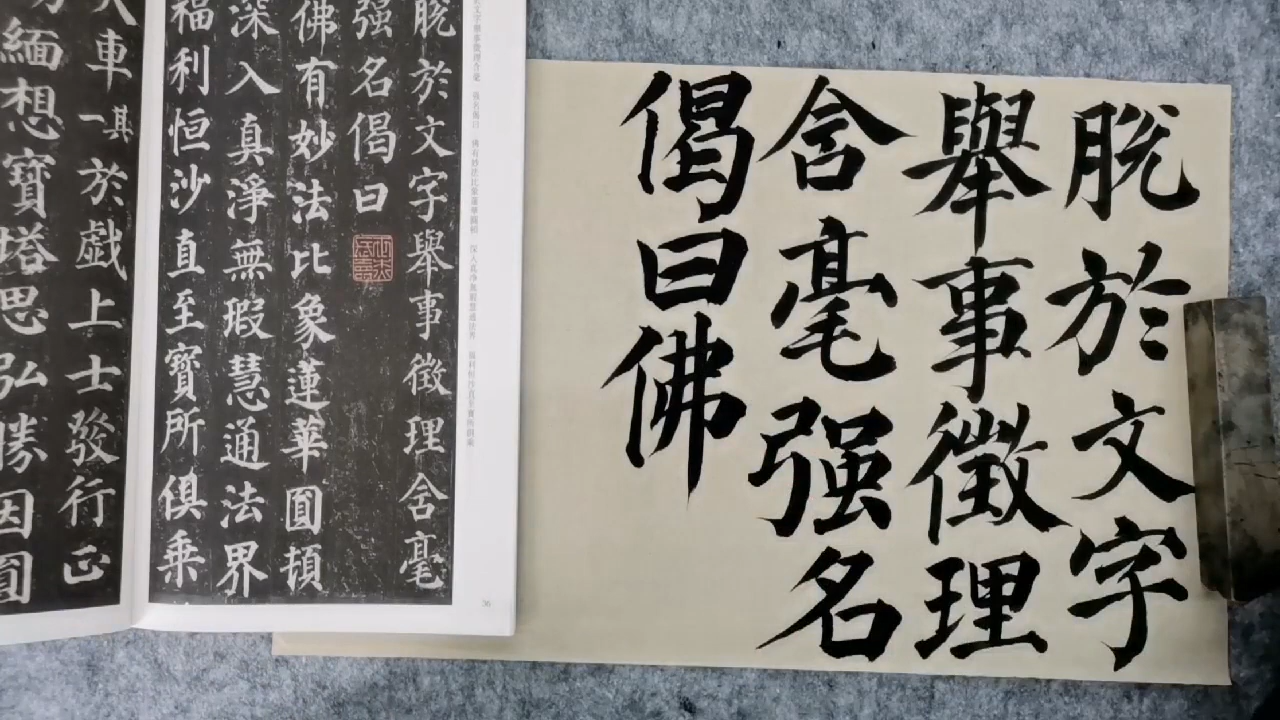 脱於文字
舉事徵理
含毫强名
偈曰佛
脱於文字舉事徵理含毫
强名偈曰
佛有妙法比象蓮華圓頓
深入真淨無瑕慧通法界
福利恒沙直至寶所俱乘
人車其一於戲上士發行正
緬想寶塔思弘勝因圓